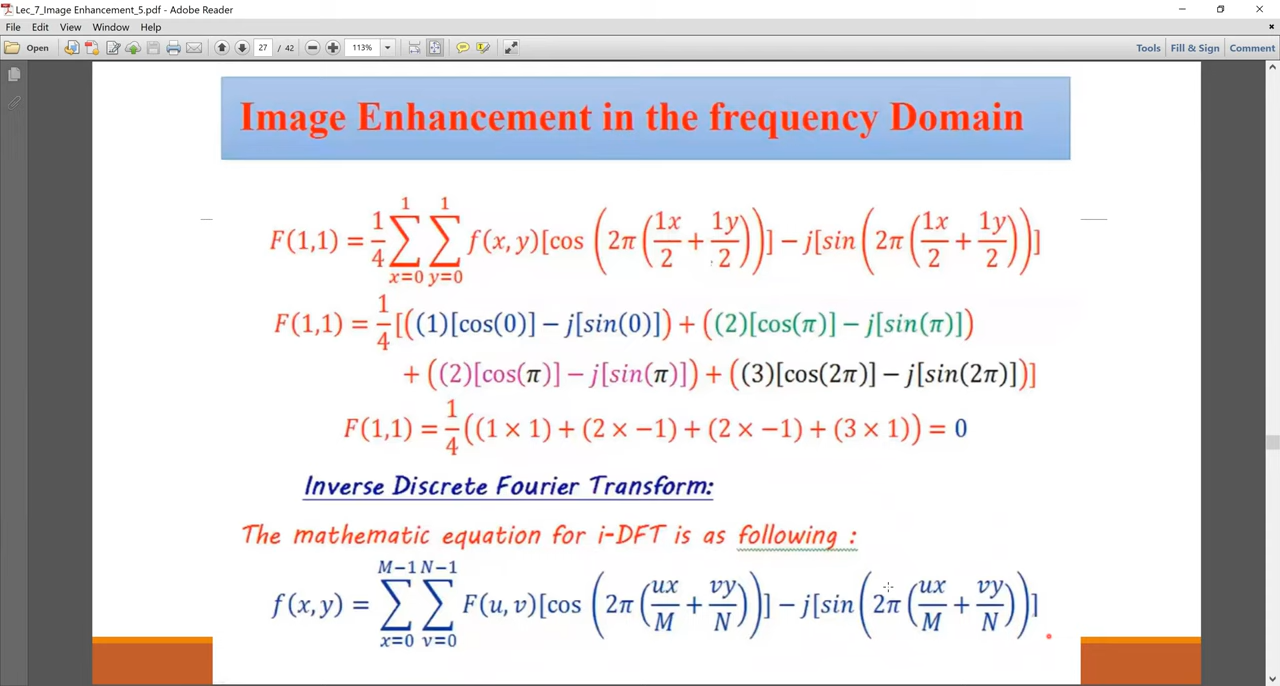 Lec_7_Image Enhancement_5.pdf - Adobe Reader
File Edit View Window Help
Open 27 / 42 113% Tools Fill & Sign Comment
Image Enhancement in the frequency Domain
F(1,1) = 1/4 ∑_{x=0}^{1} ∑_{y=0}^{1} f(x,y)[cos (2π(1x/2 + 1y/2))] − j[sin (2π(1x/2 + 1y/2))]
F(1,1) = 1/4 [((1)[cos(0)] − j[sin(0)]) + ((2)[cos(π)] − j[sin(π)])
+ ((2)[cos(π)] − j[sin(π)]) + ((3)[cos(2π)] − j[sin(2π)])]
F(1,1) = 1/4 ((1 × 1) + (2 × −1) + (2 × −1) + (3 × 1)) = 0
Inverse Discrete Fourier Transform:
The mathematic equation for i-DFT is as following :
f(x,y) = ∑_{x=0}^{M−1} ∑_{v=0}^{N−1} F(u,v)[cos (2π(ux/M + vy/N))] − j[sin (2π(ux/M + vy/N))]